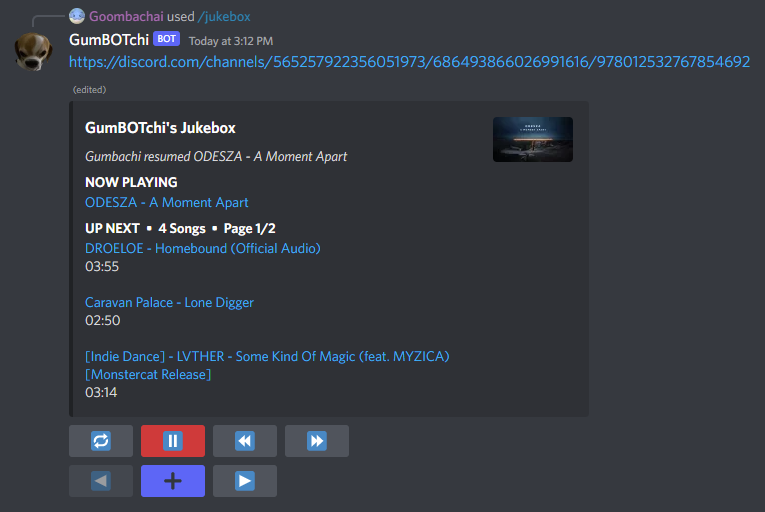 Goombachai used /jukebox
GumBOTchi BOT Today at 3:12 PM
https://discord.com/channels/565257922356051973/686493866026991616/978012532767854692
(edited)
GumBOTchi's Jukebox
Gumbachi resumed ODESZA - A Moment Apart
NOW PLAYING
ODESZA - A Moment Apart
UP NEXT ▪ 4 Songs ▪ Page 1/2
DROELOE - Homebound (Official Audio)
03:55
Caravan Palace - Lone Digger
02:50
[Indie Dance] - LVTHER - Some Kind Of Magic (feat. MYZICA)
[Monstercat Release]
03:14